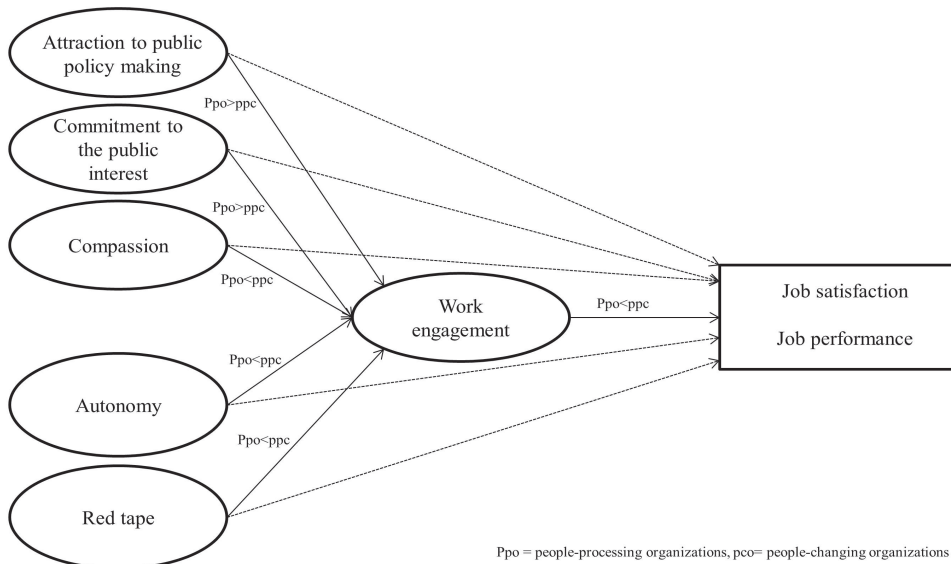 Attraction to public
policy making
Ppo>ppc
Commitment to
the public
interest
Ppo>ppc
Compassion
Ppo<ppc
Work
engagement
Ppo<ppc
Job satisfaction
Job performance
Ppo<ppc
Autonomy
Ppo<ppc
Red tape
Ppo = people-processing organizations, pco= people-changing organizations